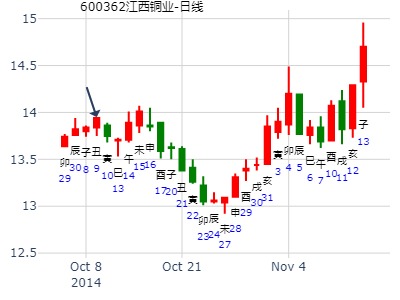 600362江西铜业-日线
15
14.5
14
13.5
13
12.5
卯
29
辰
30
子
8
丑
9
寅
10
巳
13
午
14
未
15
申
16
酉
17
子
20
丑
21
寅
22
卯
23
辰
24
未
27
申
28
酉
29
戌
30
亥
31
寅
3
卯
4
辰
5
巳
6
午
7
酉
10
戌
11
亥
12
子
13
Oct 8
2014
Oct 21
Nov 4